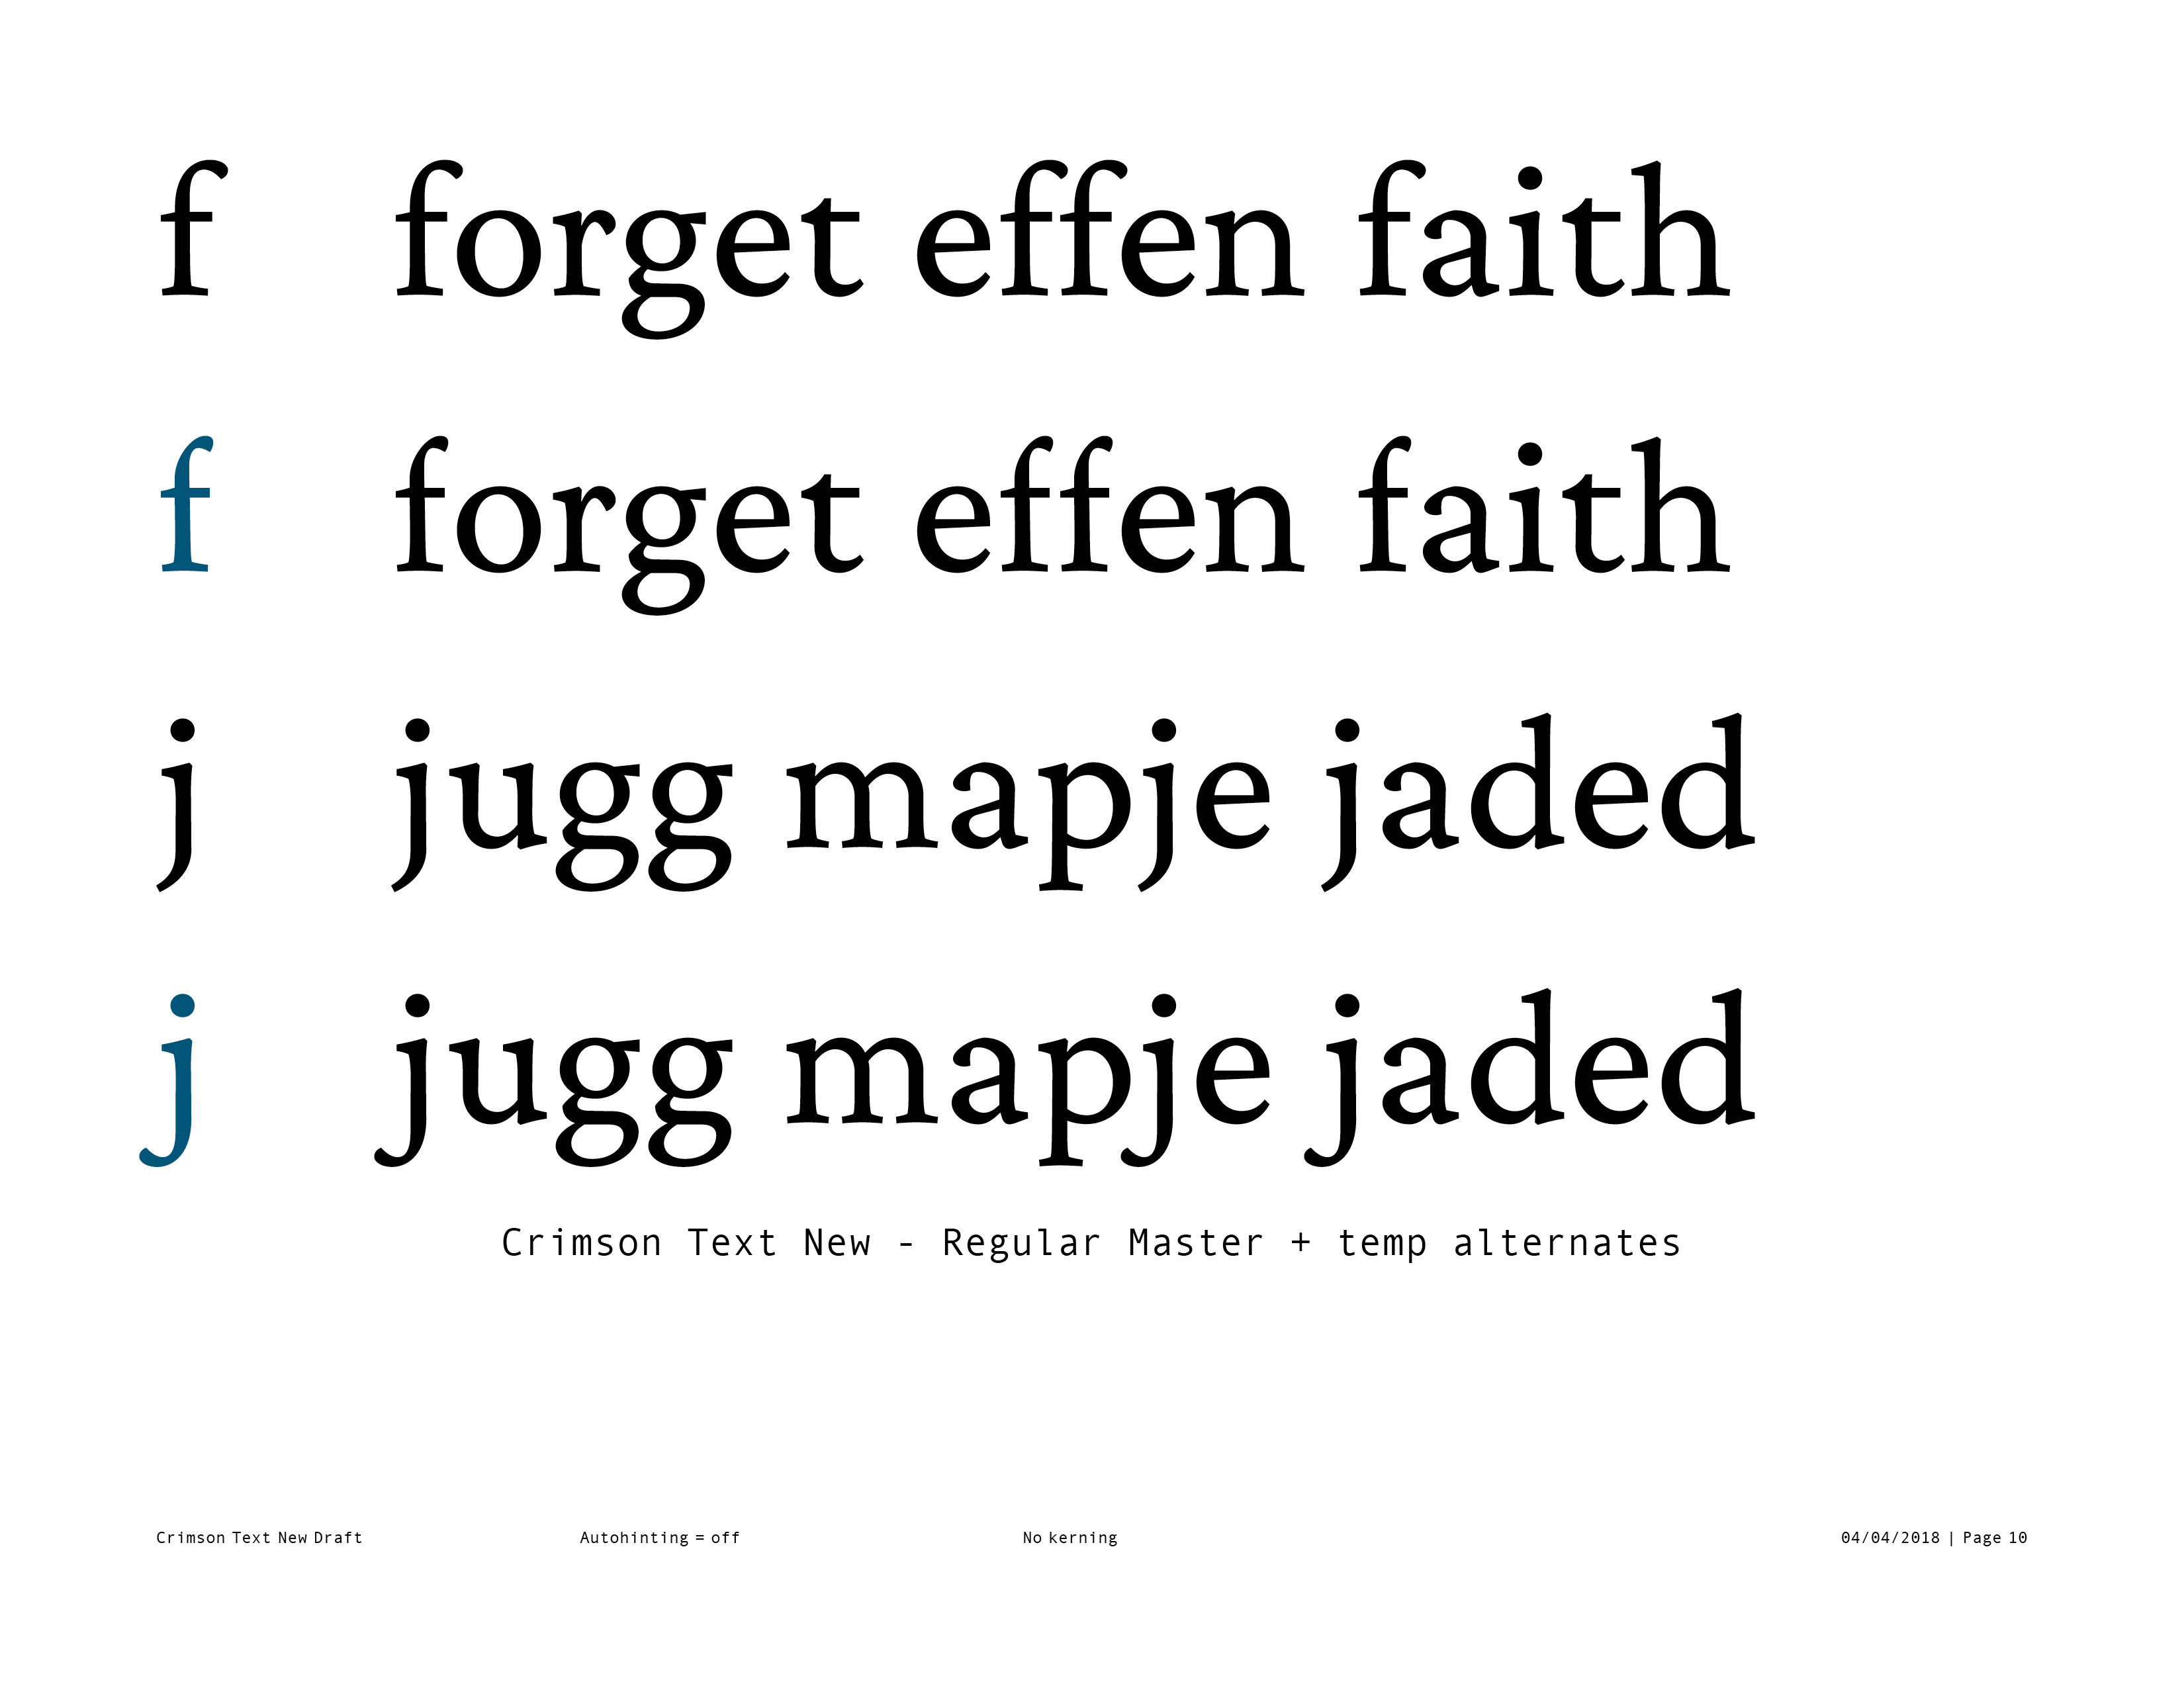 f forget effen faith
f forget effen faith
j jugg mapje jaded
j jugg mapje jaded
Crimson Text New - Regular Master + temp alternates
Crimson Text New Draft Autohinting = off No kerning 04/04/2018 | Page 10